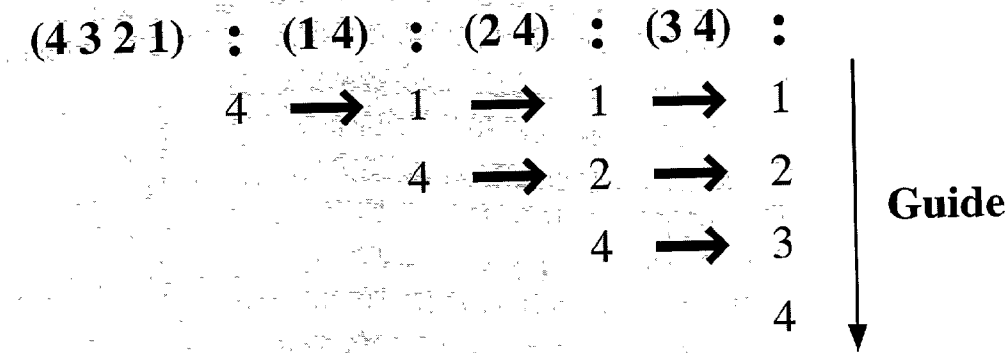 (4 3 2 1) : (1 4) : (2 4) : (3 4) :
4 → 1 → 1 → 1
4 → 2 → 2
Guide
4 → 3
4